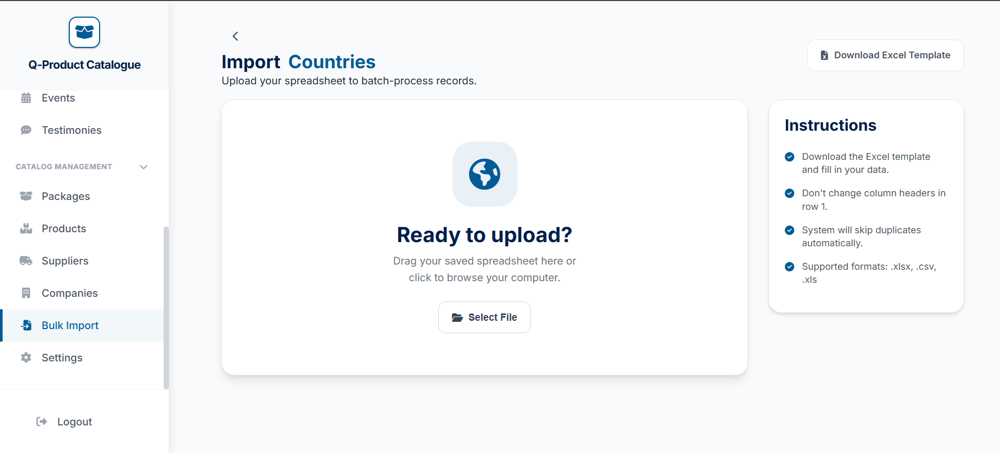 Q-Product Catalogue
Events
Testimonies
CATALOG MANAGEMENT
Packages
Products
Suppliers
Companies
Bulk Import
Settings
Logout
Import Countries
Upload your spreadsheet to batch-process records.
Download Excel Template
Ready to upload?
Drag your saved spreadsheet here or
click to browse your computer.
Select File
Instructions
Download the Excel template
and fill in your data.
Don't change column headers in
row 1.
System will skip duplicates
automatically.
Supported formats: .xlsx, .csv,
.xls